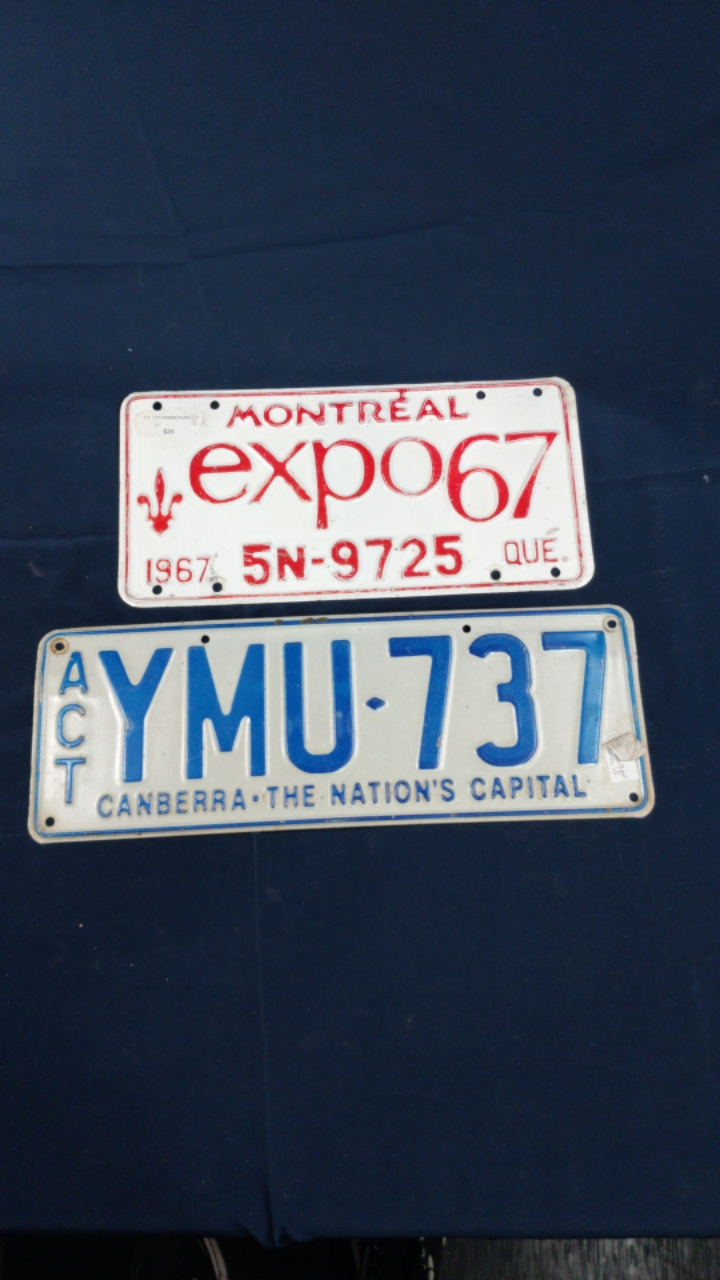 MONTRÉAL
expo67
1967 5N-9725 QUÉ.
ACT
YMU·737
CANBERRA·THE NATION'S CAPITAL